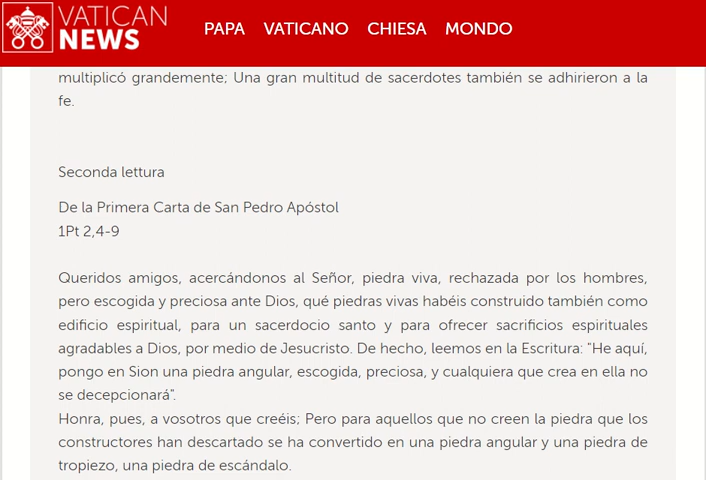 VATICAN
NEWS
PAPA VATICANO CHIESA MONDO
multiplicó grandemente; Una gran multitud de sacerdotes también se adhirieron a la
fe.
Seconda lettura
De la Primera Carta de San Pedro Apóstol
1Pt 2,4-9
Queridos amigos, acercándonos al Señor, piedra viva, rechazada por los hombres,
pero escogida y preciosa ante Dios, qué piedras vivas habéis construido también como
edificio espiritual, para un sacerdocio santo y para ofrecer sacrificios espirituales
agradables a Dios, por medio de Jesucristo. De hecho, leemos en la Escritura: "He aquí,
pongo en Sion una piedra angular, escogida, preciosa, y cualquiera que crea en ella no
se decepcionará".
Honra, pues, a vosotros que creéis; Pero para aquellos que no creen la piedra que los
constructores han descartado se ha convertido en una piedra angular y una piedra de
tropiezo, una piedra de escándalo.